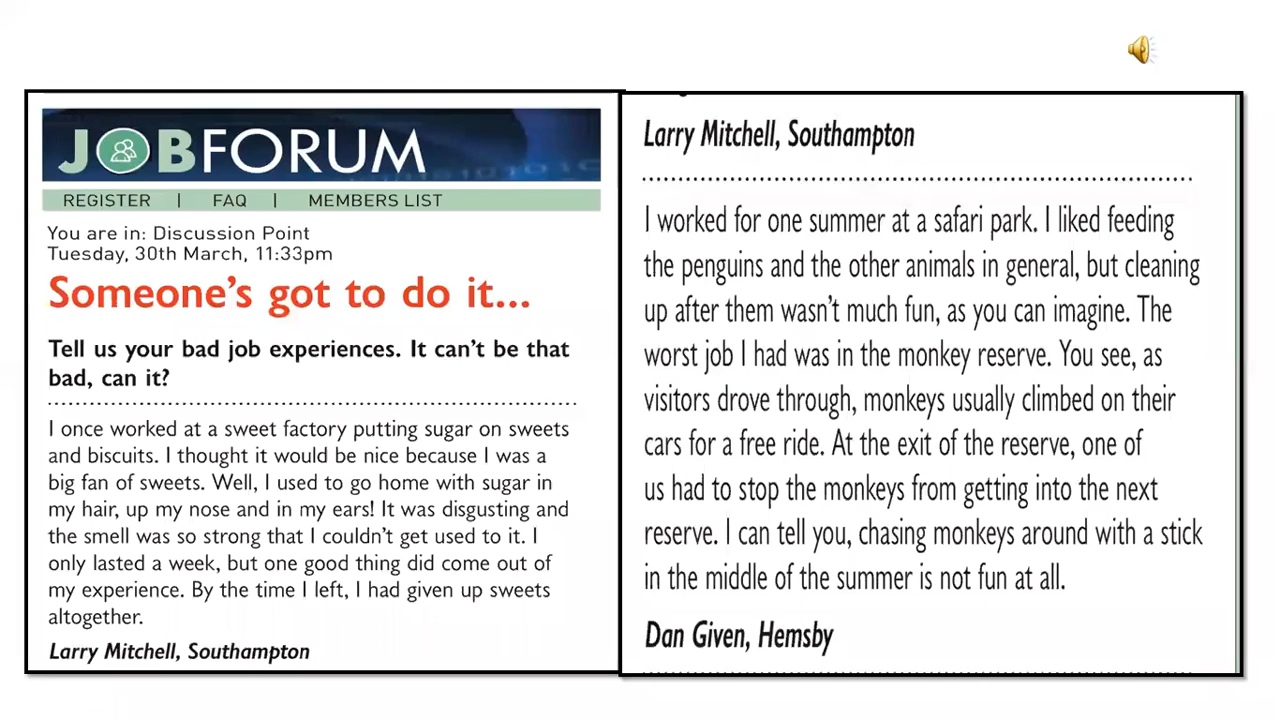 JOBFORUM
REGISTER | FAQ | MEMBERS LIST
You are in: Discussion Point
Tuesday, 30th March, 11:33pm
Someone's got to do it...
Tell us your bad job experiences. It can't be that
bad, can it?
I once worked at a sweet factory putting sugar on sweets
and biscuits. I thought it would be nice because I was a
big fan of sweets. Well, I used to go home with sugar in
my hair, up my nose and in my ears! It was disgusting and
the smell was so strong that I couldn't get used to it. I
only lasted a week, but one good thing did come out of
my experience. By the time I left, I had given up sweets
altogether.
Larry Mitchell, Southampton
Larry Mitchell, Southampton
I worked for one summer at a safari park. I liked feeding
the penguins and the other animals in general, but cleaning
up after them wasn't much fun, as you can imagine. The
worst job I had was in the monkey reserve. You see, as
visitors drove through, monkeys usually climbed on their
cars for a free ride. At the exit of the reserve, one of
us had to stop the monkeys from getting into the next
reserve. I can tell you, chasing monkeys around with a stick
in the middle of the summer is not fun at all.
Dan Given, Hemsby